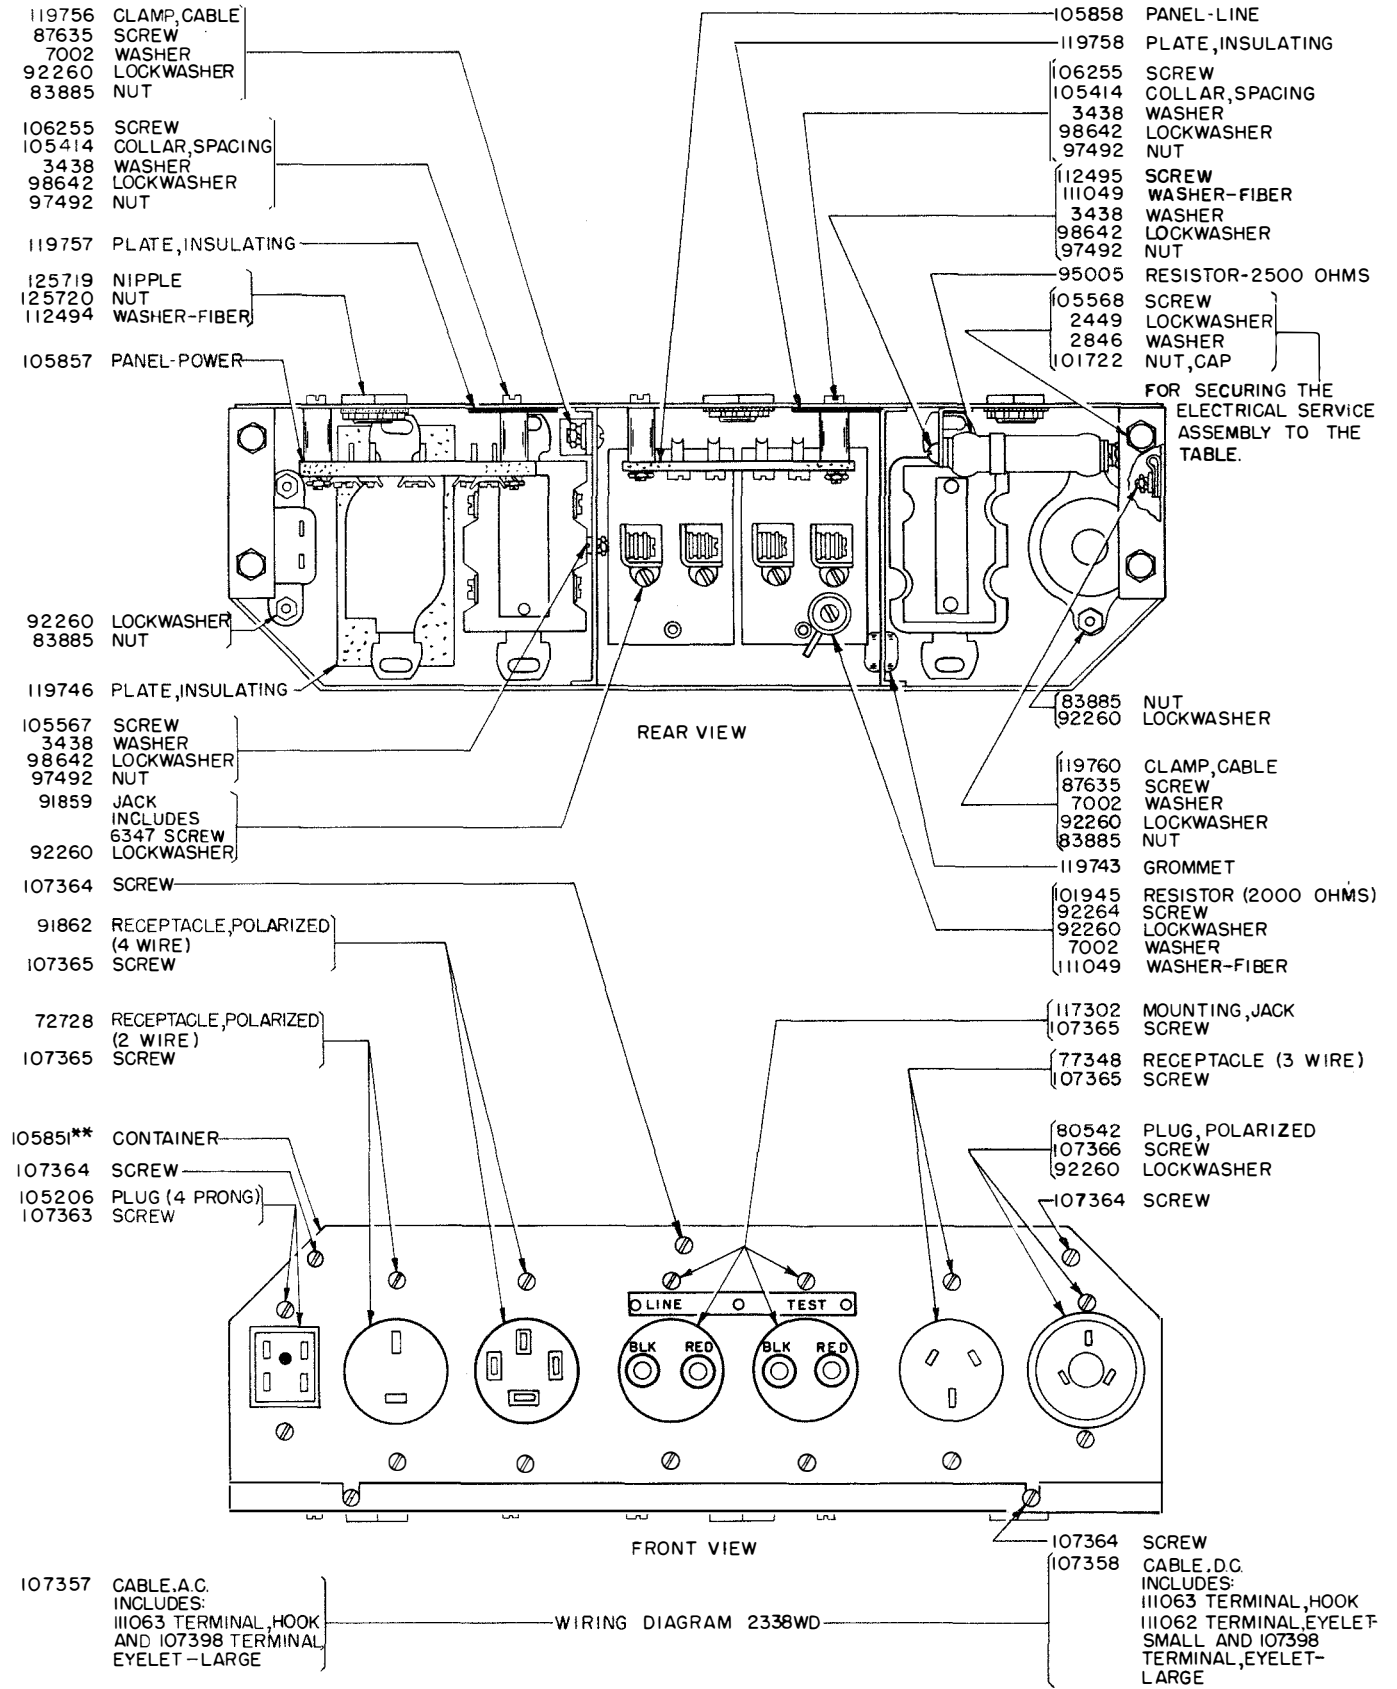 119756 CLAMP,CABLE
87635 SCREW
7002 WASHER
92260 LOCKWASHER
83885 NUT
106255 SCREW
105414 COLLAR,SPACING
3438 WASHER
98642 LOCKWASHER
97492 NUT
119757 PLATE,INSULATING
125719 NIPPLE
125720 NUT
112494 WASHER-FIBER
105857 PANEL-POWER
105858 PANEL-LINE
119758 PLATE,INSULATING
106255 SCREW
105414 COLLAR,SPACING
3438 WASHER
98642 LOCKWASHER
97492 NUT
112495 SCREW
111049 WASHER-FIBER
3438 WASHER
98642 LOCKWASHER
97492 NUT
95005 RESISTOR-2500 OHMS
105568 SCREW
2449 LOCKWASHER
2846 WASHER
101722 NUT,CAP
FOR SECURING THE
ELECTRICAL SERVICE
ASSEMBLY TO THE
TABLE.
92260 LOCKWASHER
83885 NUT
119746 PLATE,INSULATING
105567 SCREW
3438 WASHER
98642 LOCKWASHER
97492 NUT
91859 JACK
INCLUDES
6347 SCREW
92260 LOCKWASHER
REAR VIEW
83885 NUT
92260 LOCKWASHER
119760 CLAMP,CABLE
87635 SCREW
7002 WASHER
92260 LOCKWASHER
83885 NUT
119743 GROMMET
101945 RESISTOR (2000 OHMS)
92264 SCREW
92260 LOCKWASHER
7002 WASHER
111049 WASHER-FIBER
107364 SCREW
91862 RECEPTACLE,POLARIZED
(4 WIRE)
107365 SCREW
72728 RECEPTACLE,POLARIZED
(2 WIRE)
107365 SCREW
105851** CONTAINER
107364 SCREW
105206 PLUG (4 PRONG)
107363 SCREW
117302 MOUNTING,JACK
107365 SCREW
77348 RECEPTACLE (3 WIRE)
107365 SCREW
80542 PLUG,POLARIZED
107366 SCREW
92260 LOCKWASHER
107364 SCREW
LINE TEST
BLK RED BLK RED
FRONT VIEW
107364 SCREW
107357 CABLE,A.C.
INCLUDES:
111063 TERMINAL,HOOK
AND 107398 TERMINAL,
EYELET-LARGE
WIRING DIAGRAM 2338WD
107358 CABLE,D.C.
INCLUDES:
111063 TERMINAL,HOOK
111062 TERMINAL,EYELET-
SMALL AND 107398
TERMINAL,EYELET-
LARGE